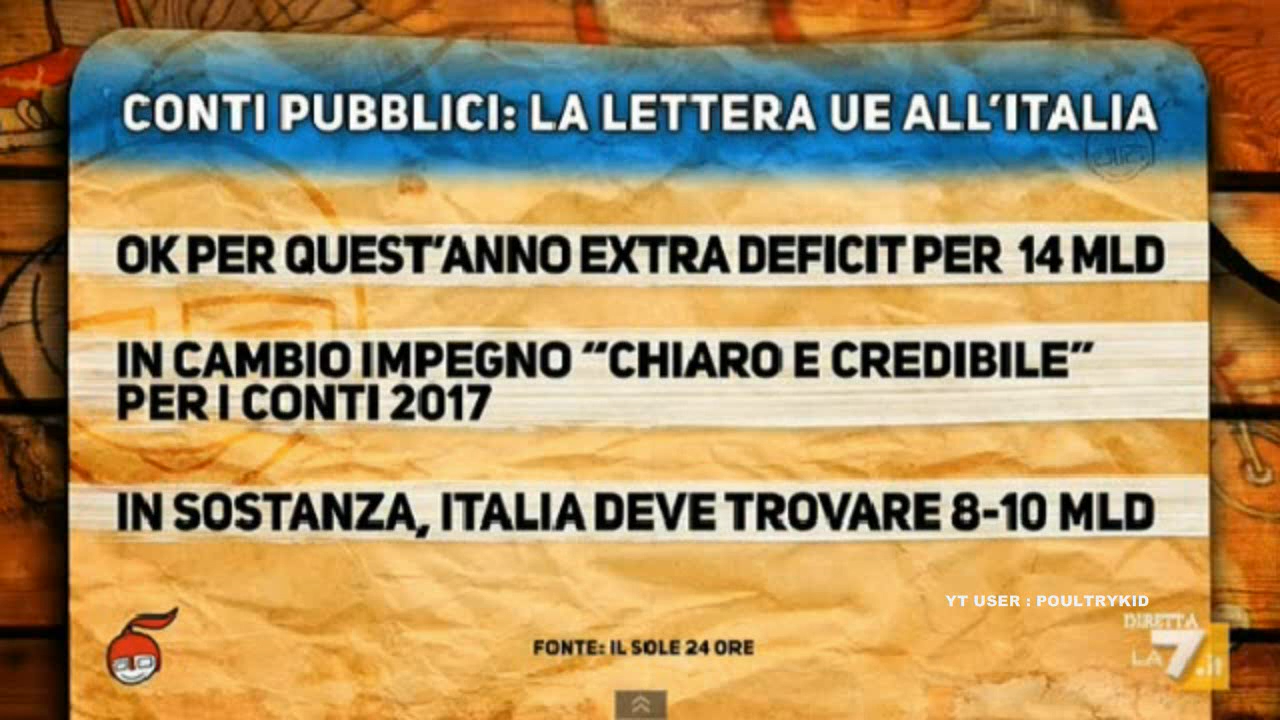 CONTI PUBBLICI: LA LETTERA UE ALL'ITALIA
OK PER QUEST'ANNO EXTRA DEFICIT PER 14 MLD
IN CAMBIO IMPEGNO “CHIARO E CREDIBILE”
PER I CONTI 2017
IN SOSTANZA, ITALIA DEVE TROVARE 8-10 MLD
YT USER : POULTRYKID
DIRETTA
LA7.it
FONTE: IL SOLE 24 ORE